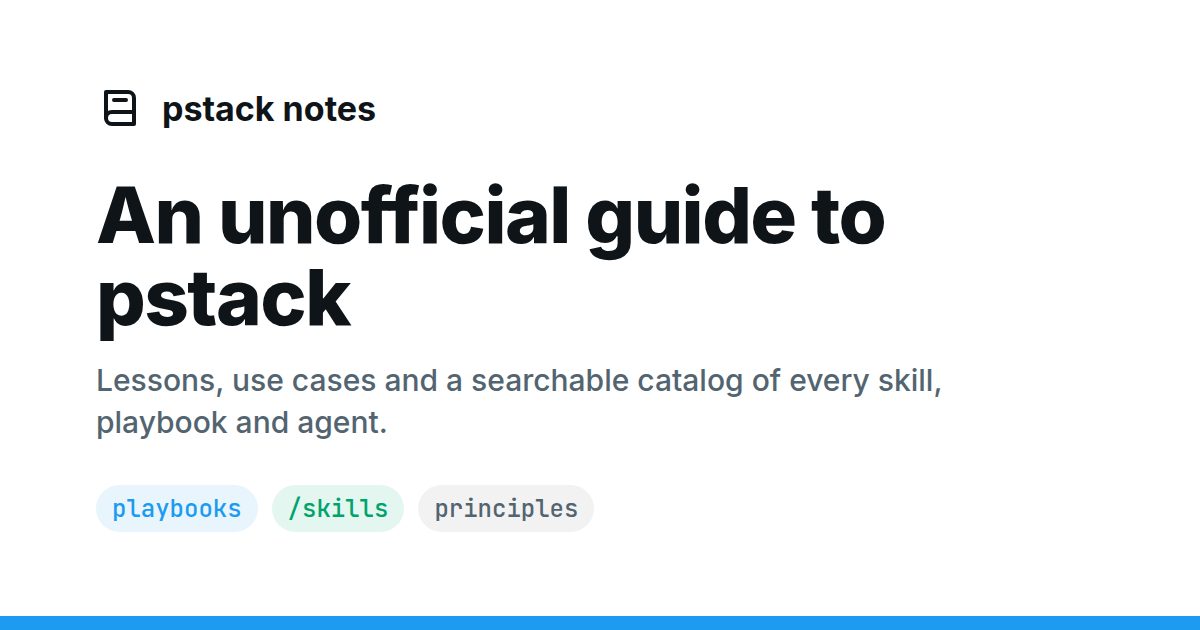 pstack notes
An unofficial guide to
pstack
Lessons, use cases and a searchable catalog of every skill,
playbook and agent.
playbooks /skills principles